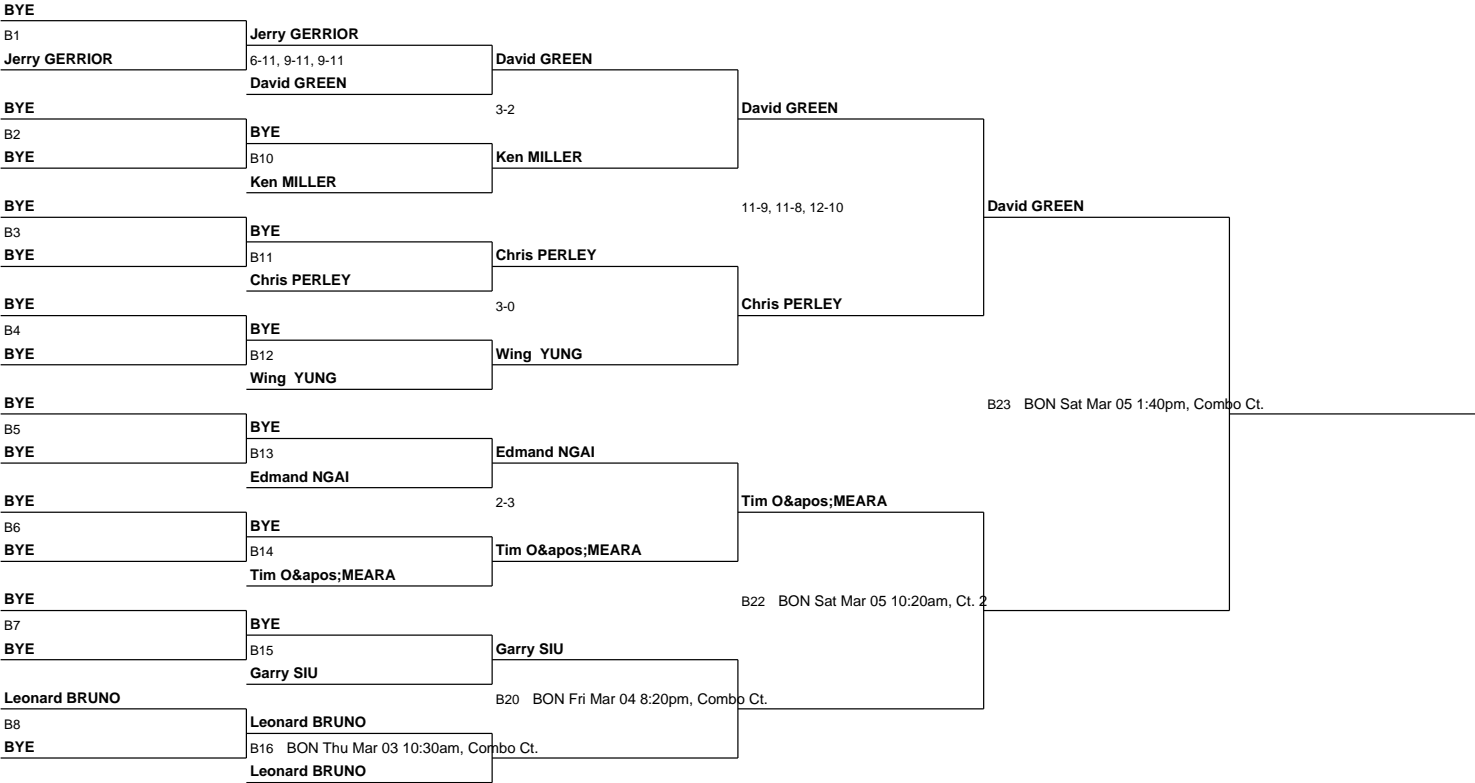 BYE
B1
Jerry GERRIOR
BYE
B2
BYE
BYE
B3
BYE
BYE
B4
BYE
BYE
B5
BYE
BYE
B6
BYE
BYE
B7
BYE
Leonard BRUNO
B8
BYE
Jerry GERRIOR
6-11, 9-11, 9-11
David GREEN
BYE
B10
Ken MILLER
BYE
B11
Chris PERLEY
BYE
B12
Wing  YUNG
BYE
B13
Edmand NGAI
BYE
B14
Tim O&apos;MEARA
BYE
B15
Garry SIU
Leonard BRUNO
B16 BON Thu Mar 03 10:30am, Combo Ct.
Leonard BRUNO
David GREEN
3-2
Ken MILLER
Chris PERLEY
3-0
Wing  YUNG
Edmand NGAI
2-3
Tim O&apos;MEARA
Garry SIU
B20 BON Fri Mar 04 8:20pm, Combo Ct.
David GREEN
11-9, 11-8, 12-10
Chris PERLEY
Tim O&apos;MEARA
B22 BON Sat Mar 05 10:20am, Ct. 2
David GREEN
B23 BON Sat Mar 05 1:40pm, Combo Ct.